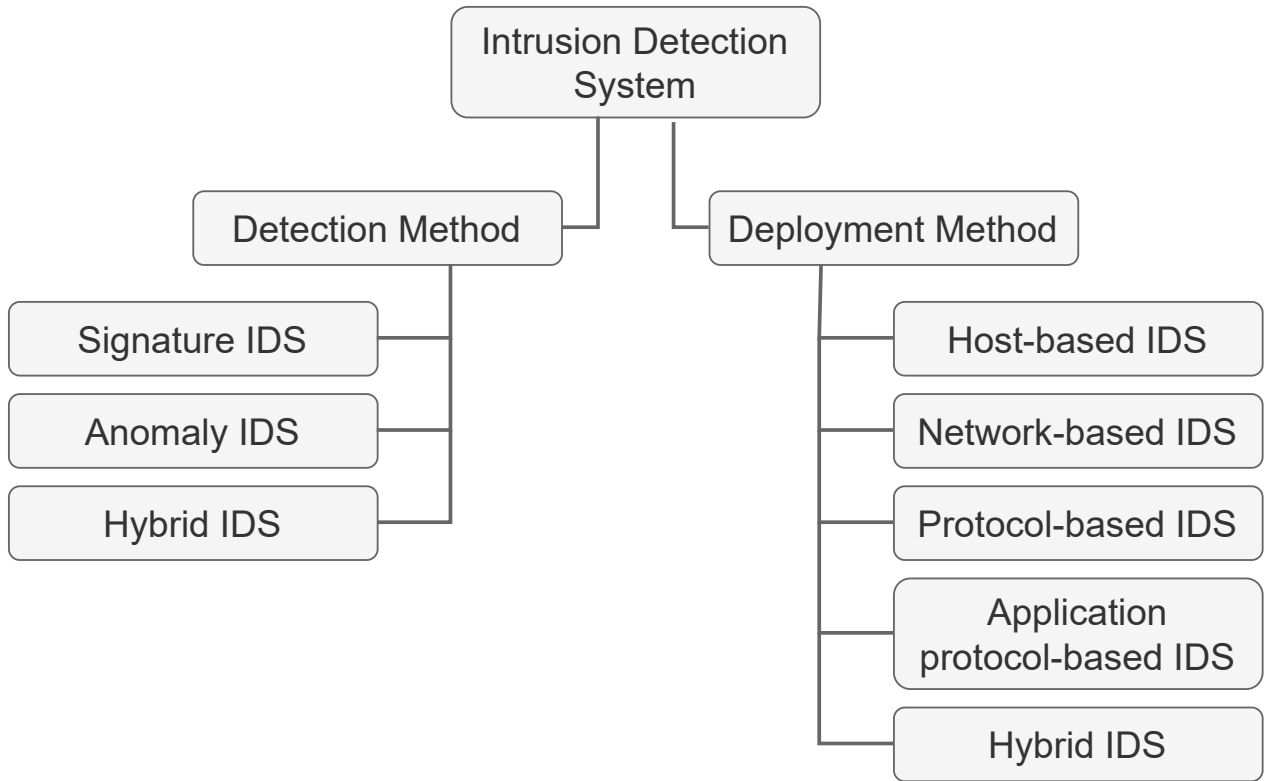 Intrusion Detection
System
Detection Method
Deployment Method
Signature IDS
Anomaly IDS
Hybrid IDS
Host-based IDS
Network-based IDS
Protocol-based IDS
Application
protocol-based IDS
Hybrid IDS